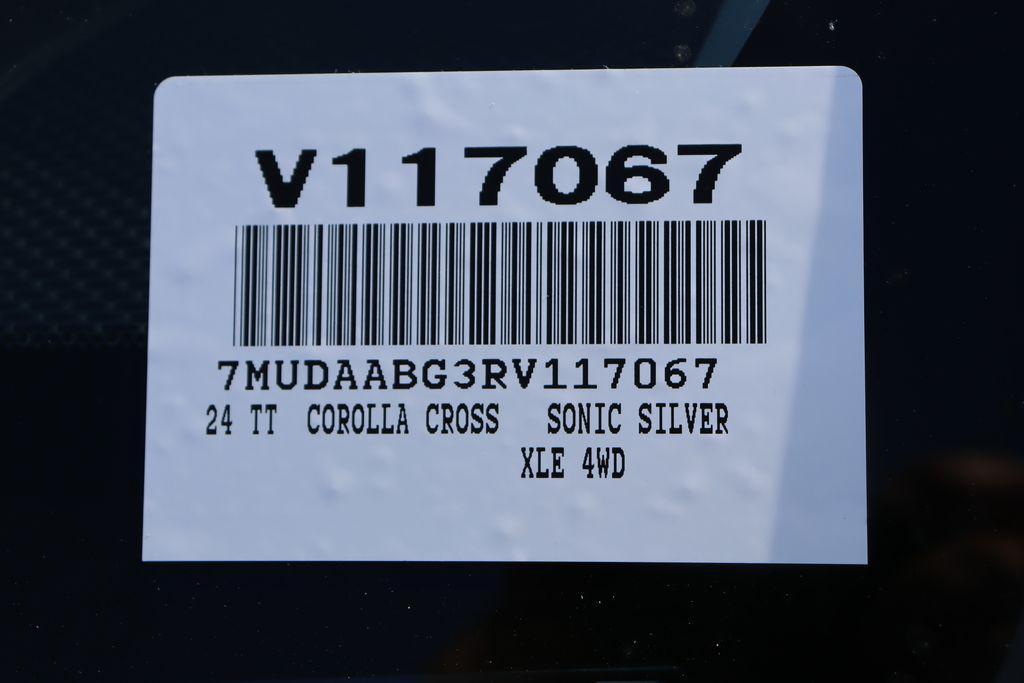 V117067
7MUDAABG3RV117067
24 TT COROLLA CROSS SONIC SILVER
XLE 4WD